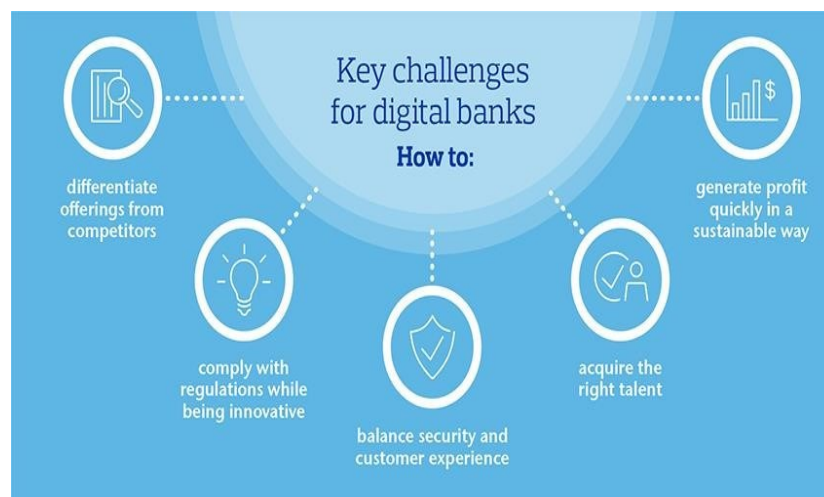 Key challenges
for digital banks
How to:
differentiate
offerings from
competitors
comply with
regulations while
being innovative
balance security and
customer experience
acquire the
right talent
$
generate profit
quickly in a
sustainable way